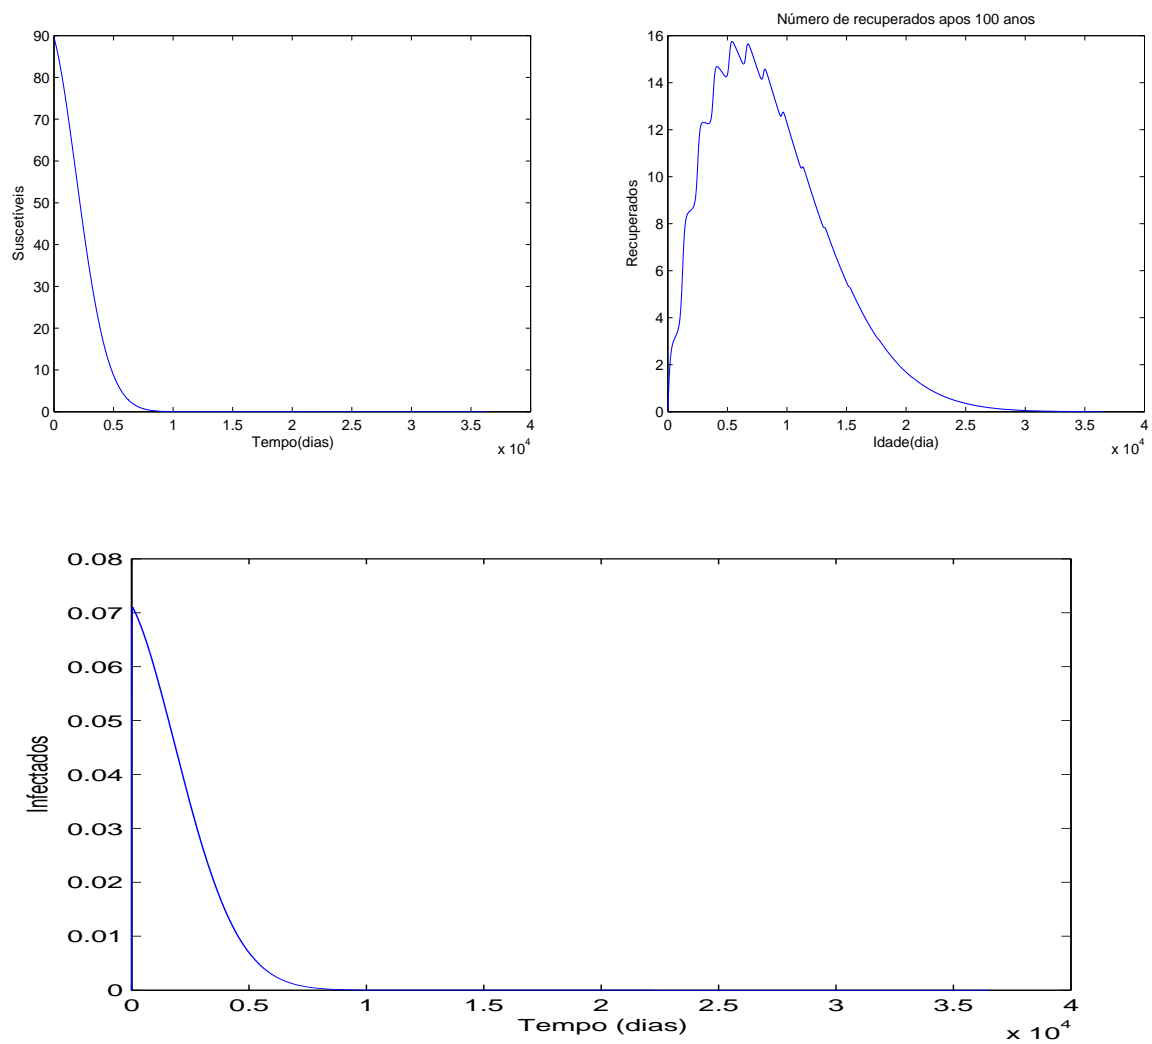 90
80
70
60
50
40
30
20
10
0
Suscetíveis
0 0.5 1 1.5 2 2.5 3 3.5 4
Tempo(dias)
x 10^4
Número de recuperados apos 100 anos
16
14
12
10
8
6
4
2
0
Recuperados
0 0.5 1 1.5 2 2.5 3 3.5 4
Idade(dia)
x 10^4
0.08
0.07
0.06
0.05
0.04
0.03
0.02
0.01
0
Infectados
0 0.5 1 1.5 2 2.5 3 3.5 4
Tempo (dias)
x 10^4